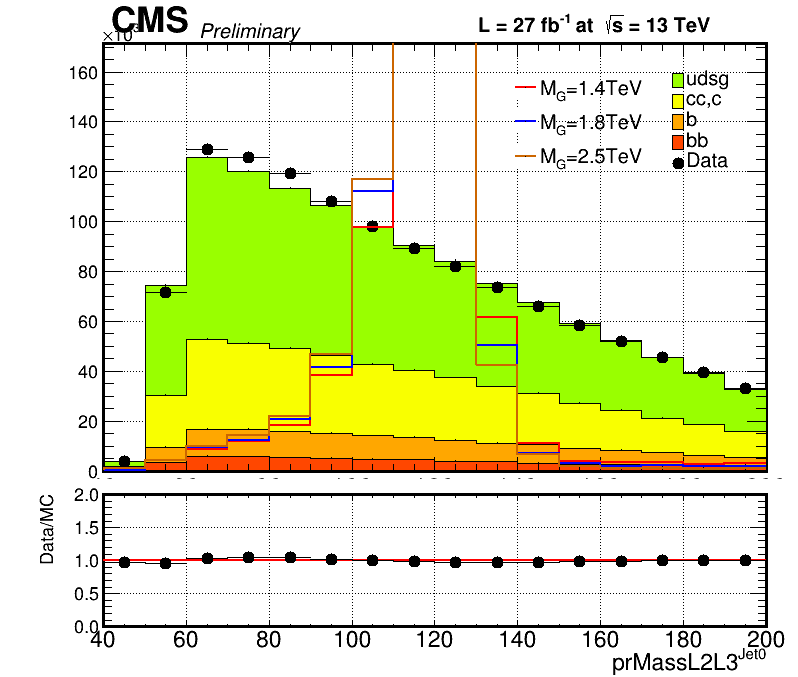 CMS Preliminary L = 27 fb⁻¹ at √s = 13 TeV
×10³
160
140
120
100
80
60
40
20
0
M_G=1.4TeV
M_G=1.8TeV
M_G=2.5TeV
udsg
cc,c
b
bb
Data
Data/MC
2.0
1.5
1.0
0.5
0.0
40 60 80 100 120 140 160 180 200
prMassL2L3^Jet0